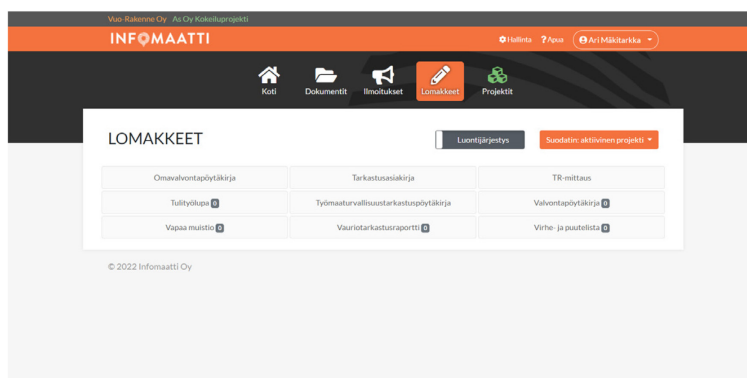 Vuo-Rakenne Oy As Oy Kokeiluprojekti
INFOMAATTI
Hallinta ?Apua Ari Mäkitarkka
Koti Dokumentit Ilmoitukset Lomakkeet Projektit
LOMAKKEET
Luontijärjestys
Suodatin: aktiivinen projekti
Omavalvontapöytäkirja Tarkastusasiakirja TR-mittaus
Tulityölupa 0 Työmaaturvallisuustarkastuspöytäkirja Valvontapöytäkirja 0
Vapaa muistio 0 Vauriotarkastusraportti 0 Virhe- ja puutelista 0
© 2022 Infomaatti Oy